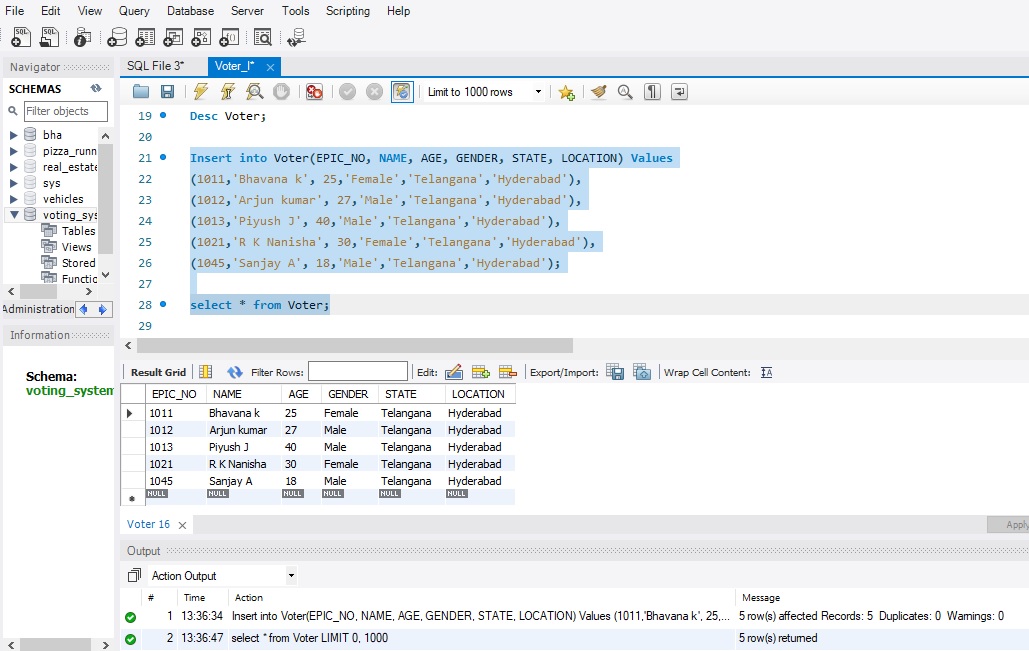 File Edit View Query Database Server Tools Scripting Help
Navigator
SQL File 3* Voter_l*
SCHEMAS
Limit to 1000 rows
Filter objects
bha
pizza_runn
real_estate
sys
vehicles
voting_sys
Tables
Views
Stored
Functio
Administration
Information
Schema:
voting_system
19 Desc Voter;
20
21 Insert into Voter(EPIC_NO, NAME, AGE, GENDER, STATE, LOCATION) Values
22 (1011,'Bhavana k', 25,'Female','Telangana','Hyderabad'),
23 (1012,'Arjun kumar', 27,'Male','Telangana','Hyderabad'),
24 (1013,'Piyush J', 40,'Male','Telangana','Hyderabad'),
25 (1021,'R K Nanisha', 30,'Female','Telangana','Hyderabad'),
26 (1045,'Sanjay A', 18,'Male','Telangana','Hyderabad');
27
28 select * from Voter;
29
Result Grid Filter Rows: Edit: Export/Import: Wrap Cell Content:
EPIC_NO NAME AGE GENDER STATE LOCATION
1011 Bhavana k 25 Female Telangana Hyderabad
1012 Arjun kumar 27 Male Telangana Hyderabad
1013 Piyush J 40 Male Telangana Hyderabad
1021 R K Nanisha 30 Female Telangana Hyderabad
1045 Sanjay A 18 Male Telangana Hyderabad
NULL NULL NULL NULL NULL NULL
Voter 16
Apply
Output
Action Output
# Time Action Message
1 13:36:34 Insert into Voter(EPIC_NO, NAME, AGE, GENDER, STATE, LOCATION) Values (1011,'Bhavana k', 25,... 5 row(s) affected Records: 5 Duplicates: 0 Warnings: 0
2 13:36:47 select * from Voter LIMIT 0, 1000 5 row(s) returned